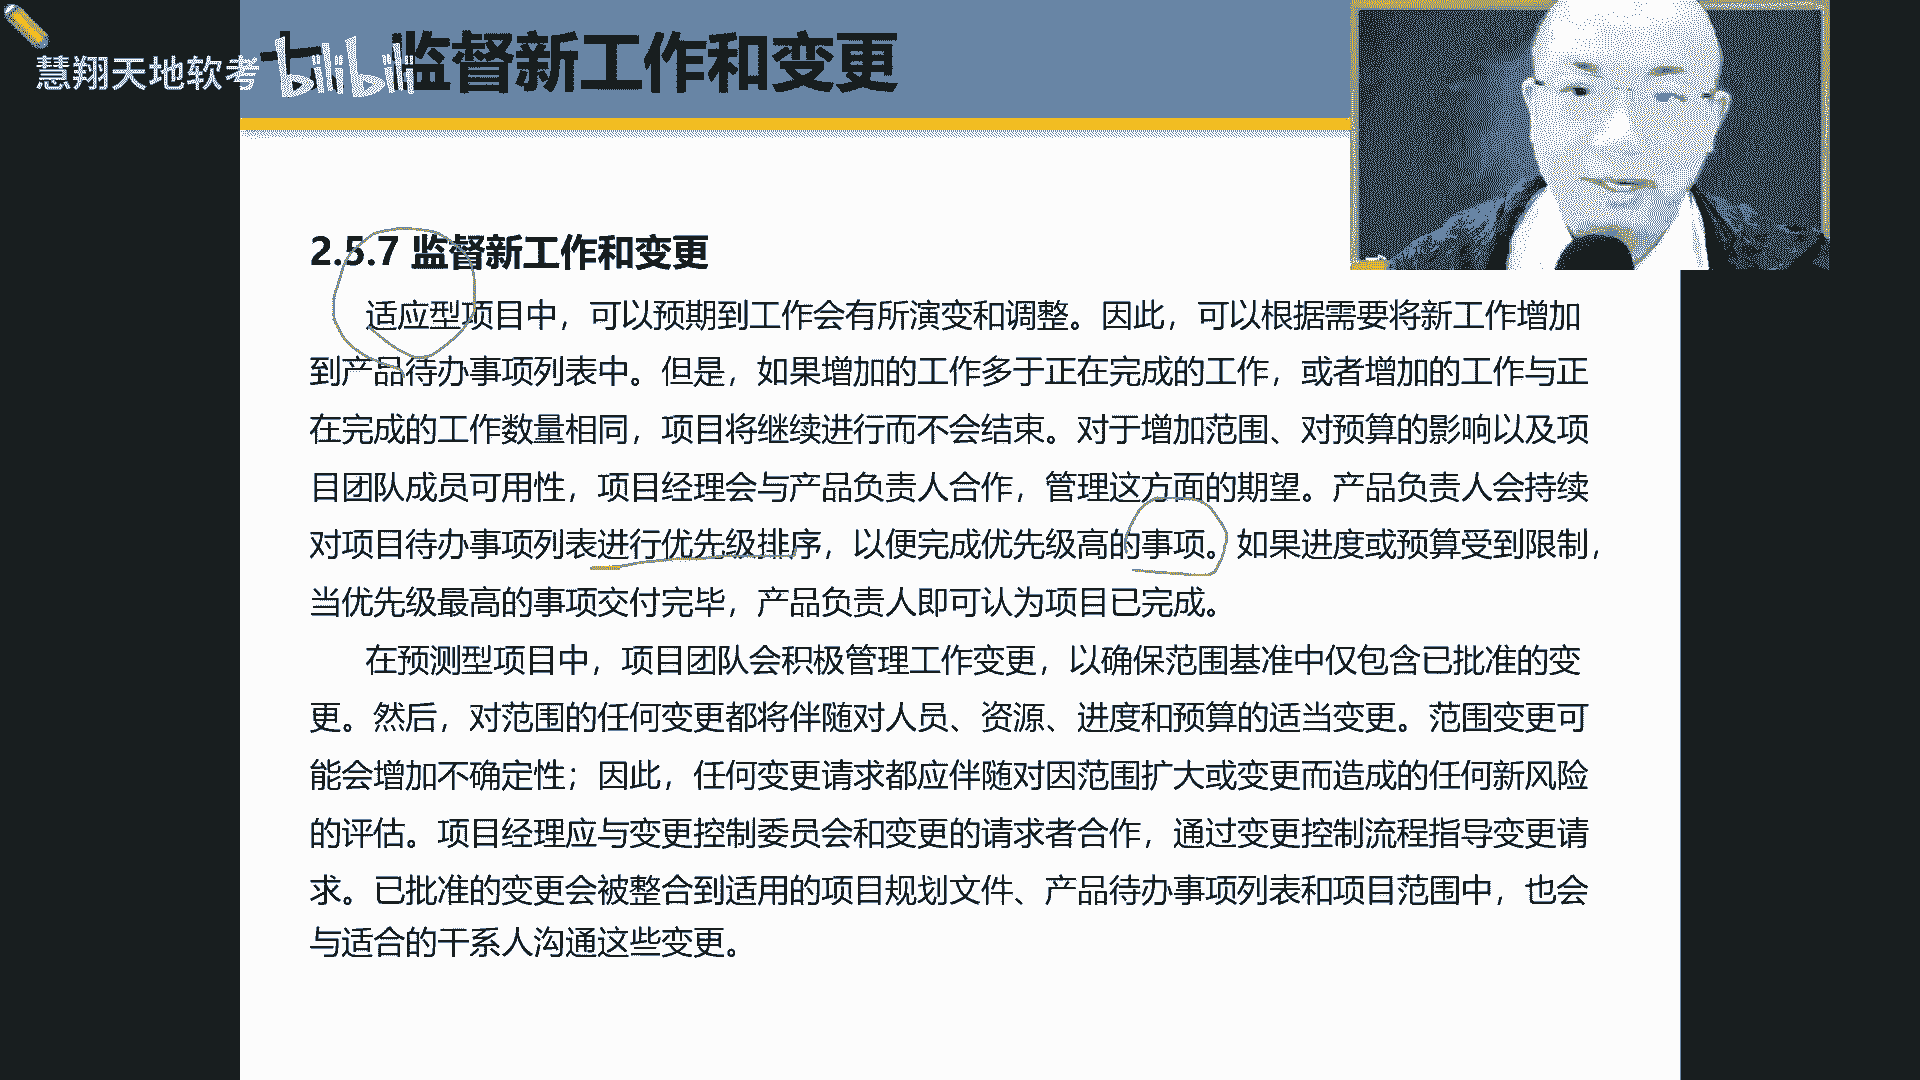 慧翔天地软考
bilibili
七、监督新工作和变更
2.5.7 监督新工作和变更
适应型项目中，可以预期到工作会有所演变和调整。因此，可以根据需要将新工作增加
到产品待办事项列表中。但是，如果增加的工作多于正在完成的工作，或者增加的工作与正
在完成的工作数量相同，项目将继续进行而不会结束。对于增加范围、对预算的影响以及项
目团队成员可用性，项目经理会与产品负责人合作，管理这方面的期望。产品负责人会持续
对项目待办事项列表进行优先级排序，以便完成优先级高的事项。如果进度或预算受到限制，
当优先级最高的事项交付完毕，产品负责人即可认为项目已完成。
在预测型项目中，项目团队会积极管理工作变更，以确保范围基准中仅包含已批准的变
更。然后，对范围的任何变更都将伴随对人员、资源、进度和预算的适当变更。范围变更可
能会增加不确定性；因此，任何变更请求都应伴随对因范围扩大或变更而造成的任何新风险
的评估。项目经理应与变更控制委员会和变更的请求者合作，通过变更控制流程指导变更请
求。已批准的变更会被整合到适用的项目规划文件、产品待办事项列表和项目范围中，也会
与适合的干系人沟通这些变更。